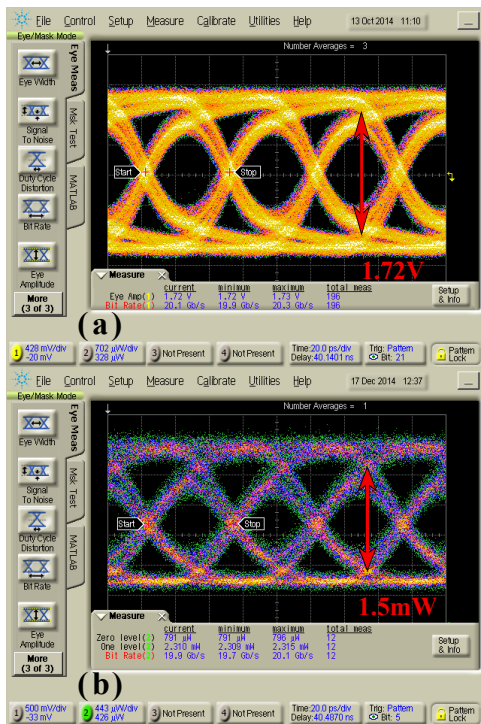 File Control Setup Measure Calibrate Utilities Help 13 Oct 2014 11:10
Eye/Mask Mode
Number Averages = 3
Eye Meas
Msk Test
MATLAB
Eye Width
Signal
To Noise
Duty Cycle
Distortion
Bit Rate
Eye
Amplitude
More
(3 of 3)
Start
Stop
1.72V
Measure
current minimum maximum total meas
Eye Amp( ) 1.72 V 1.72 V 1.73 V 196
Bit Rate( ) 20.1 Gb/s 19.9 Gb/s 20.3 Gb/s 196
Setup
& Info
(a)
1 428 mV/div
-20 mV
2 702 µW/div
328 µW
3 Not Present
4 Not Present
Time:20.0 ps/div
Delay:40.1401 ns
Trig: Pattern
Bit: 21
Pattern
Lock
File Control Setup Measure Calibrate Utilities Help 17 Dec 2014 12:37
Eye/Mask Mode
Number Averages = 1
Eye Meas
Msk Test
MATLAB
Eye Width
Signal
To Noise
Duty Cycle
Distortion
Bit Rate
Eye
Amplitude
More
(3 of 3)
Start
Stop
1.5mW
Measure
current minimum maximum total meas
Zero level( ) 791 µW 791 µW 796 µW 12
One level( ) 2.310 mW 2.309 mW 2.315 mW 12
Bit Rate( ) 19.9 Gb/s 19.7 Gb/s 20.1 Gb/s 12
Setup
& Info
(b)
1 500 mV/div
-33 mV
2 443 µW/div
426 µW
3 Not Present
4 Not Present
Time:20.0 ps/div
Delay:40.4870 ns
Trig: Pattern
Bit: 5
Pattern
Lock